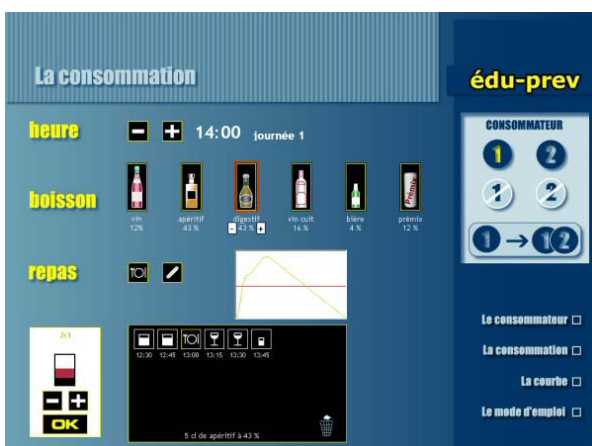 La consommation
édu-prev
heure
14:00 journée 1
CONSOMMATEUR
1 2
1 2
1 → 1 2
boisson
Prémix
vin apéritif digestif vin cuit bière prémix
12% 43 % - 43 % + 16 % 4 % 12 %
repas
12:30 12:45 13:00 13:15 13:30 13:45
OK
5 cl de apéritif à 43 %
Le consommateur
La consommation
La courbe
Le mode d'emploi